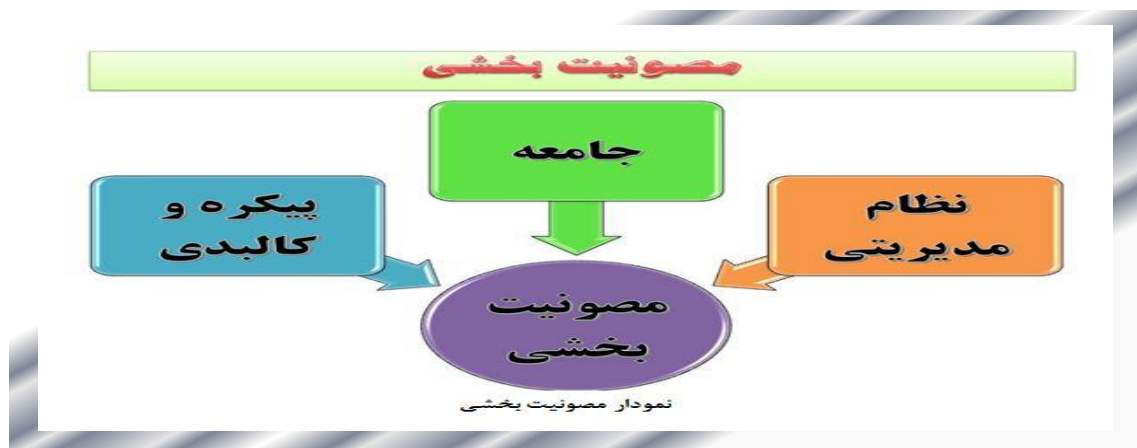 مصونیت بخشی
جامعه
نظام
مدیریتی
پیکره و
کالبدی
مصونیت
بخشی
نمودار مصونیت بخشی